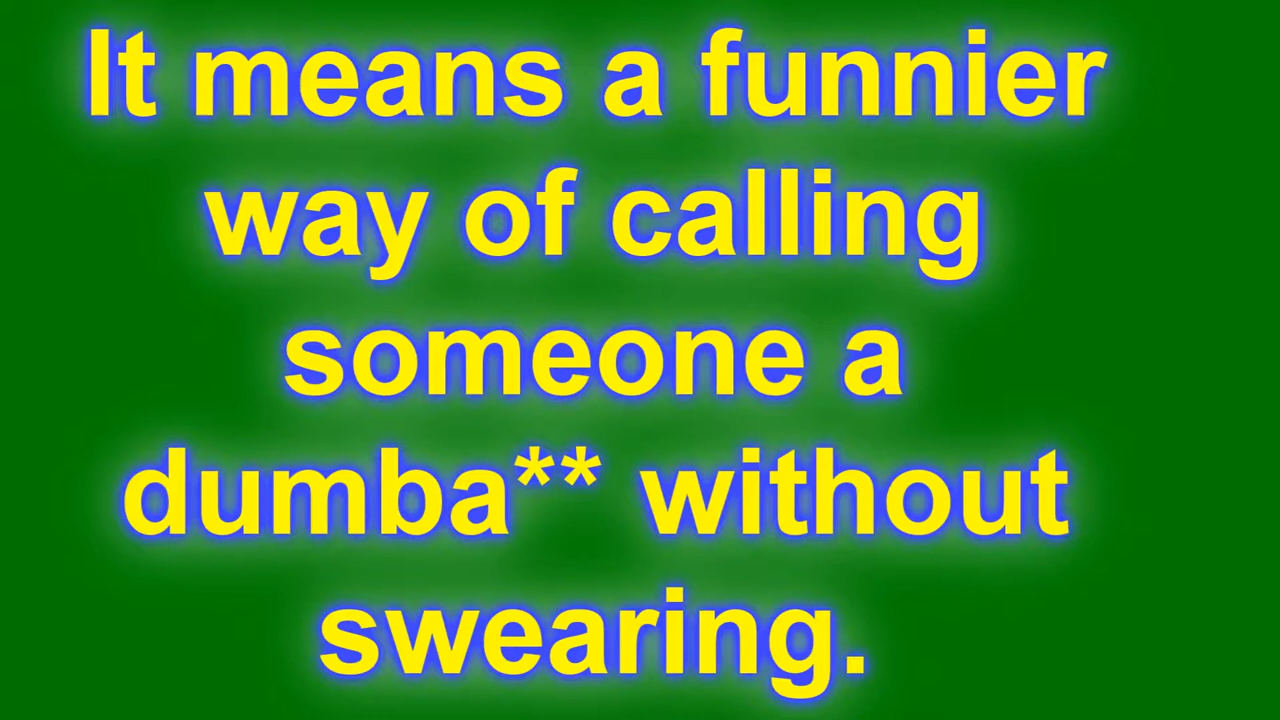 It means a funnier
way of calling
someone a
dumba** without
swearing.